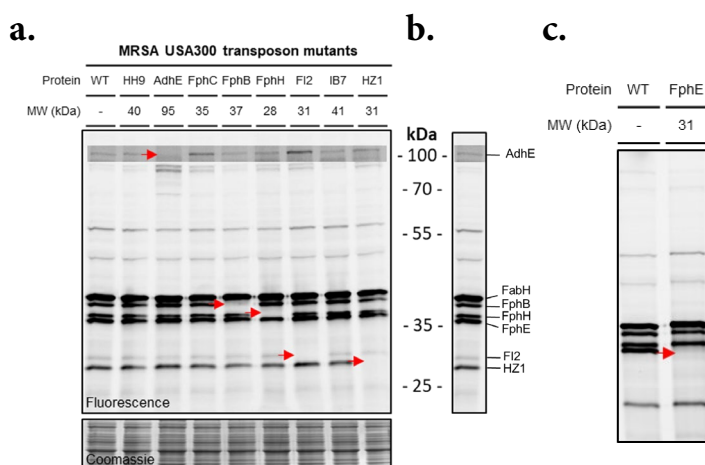 a.
MRSA USA300 transposon mutants
Protein WT HH9 AdhE FphC FphB FphH FI2 IB7 HZ1
MW (kDa) - 40 95 35 37 28 31 41 31
Fluorescence
Coomassie
b.
kDa
- 100 -
- 70 -
- 55 -
- 35 -
- 25 -
AdhE
FabH
FphB
FphH
FphE
FI2
HZ1
c.
Protein WT FphE
MW (kDa) - 31